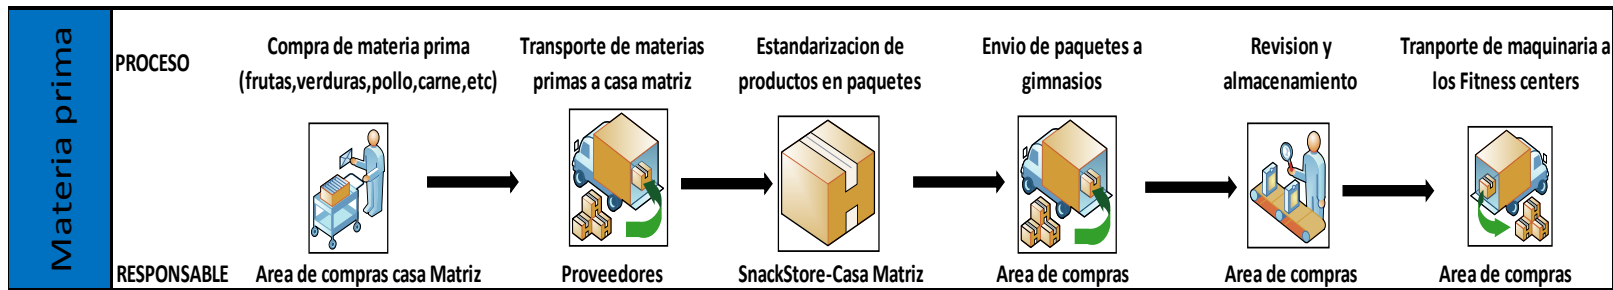 Materia prima
PROCESO
Compra de materia prima
(frutas,verduras,pollo,carne,etc)
Transporte de materias
primas a casa matriz
Estandarizacion de
productos en paquetes
Envio de paquetes a
gimnasios
Revision y
almacenamiento
Tranporte de maquinaria a
los Fitness centers
RESPONSABLE
Area de compras casa Matriz
Proveedores
SnackStore-Casa Matriz
Area de compras
Area de compras
Area de compras